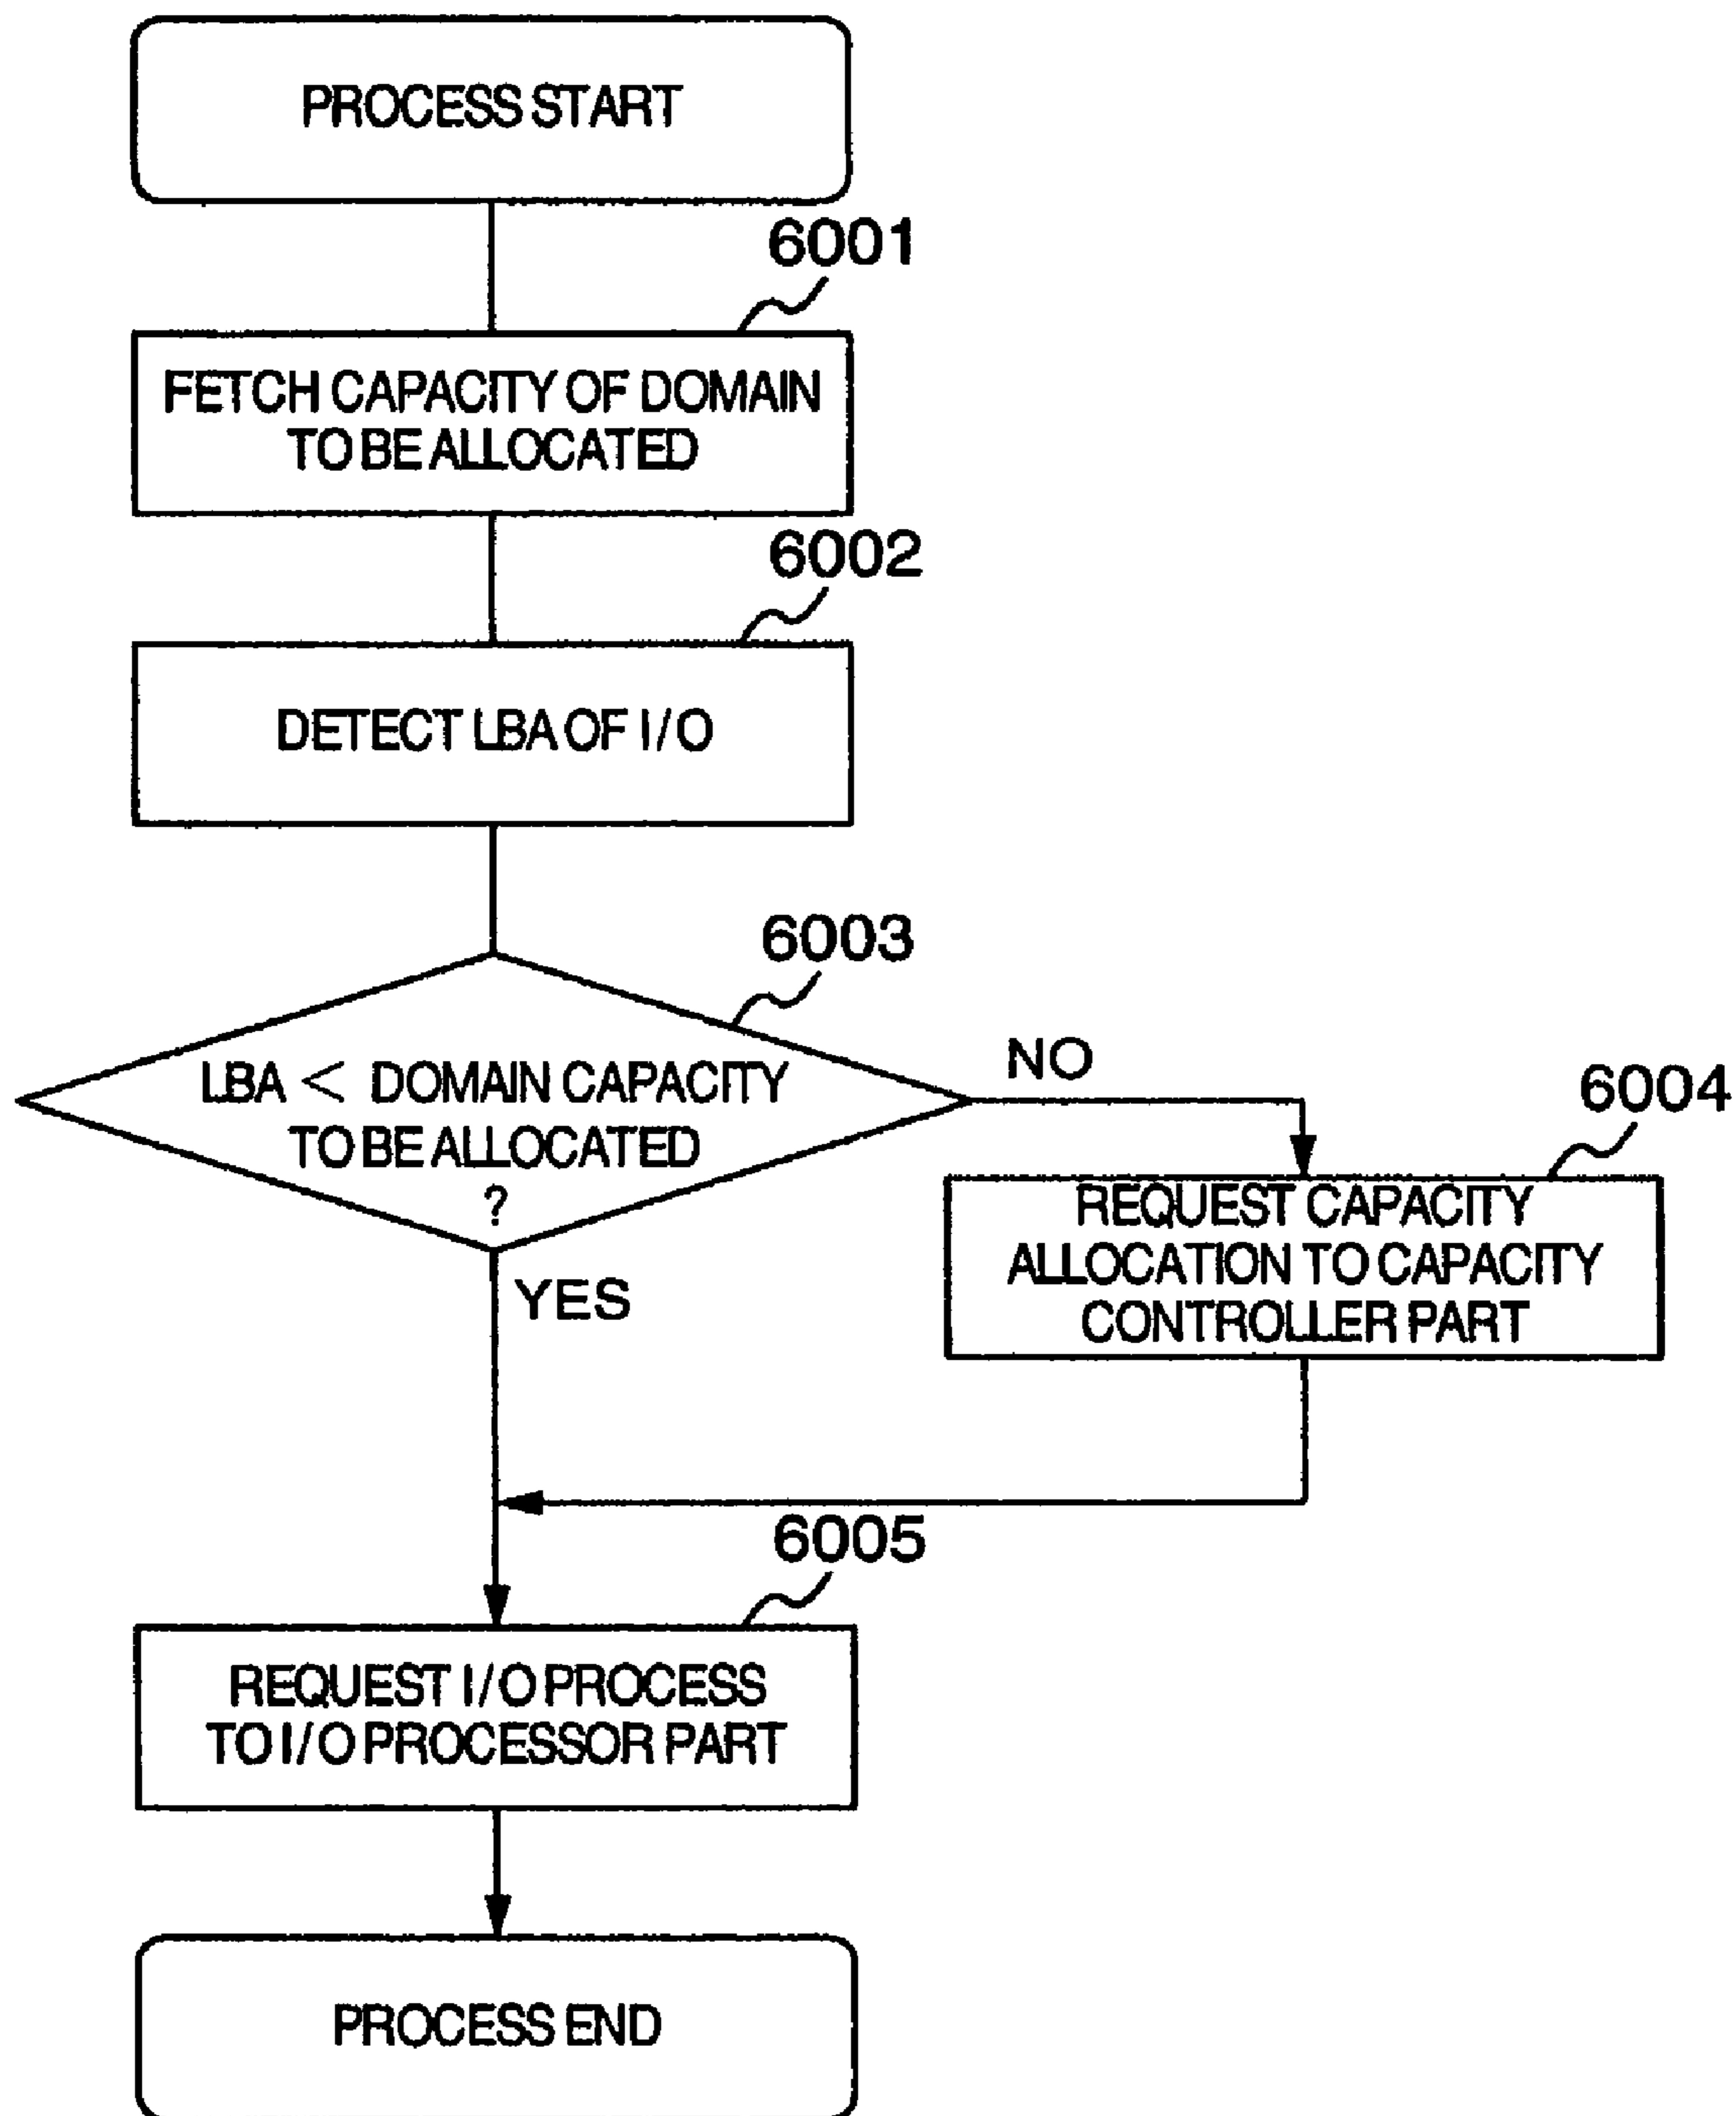 PROCESS START
6001
FETCH CAPACITY OF DOMAIN
TO BE ALLOCATED
6002
DETECT LBA OF I/O
6003
LBA < DOMAIN CAPACITY
TO BE ALLOCATED
?
NO
YES
6004
REQUEST CAPACITY
ALLOCATION TO CAPACITY
CONTROLLER PART
6005
REQUEST I/O PROCESS
TO I/O PROCESSOR PART
PROCESS END